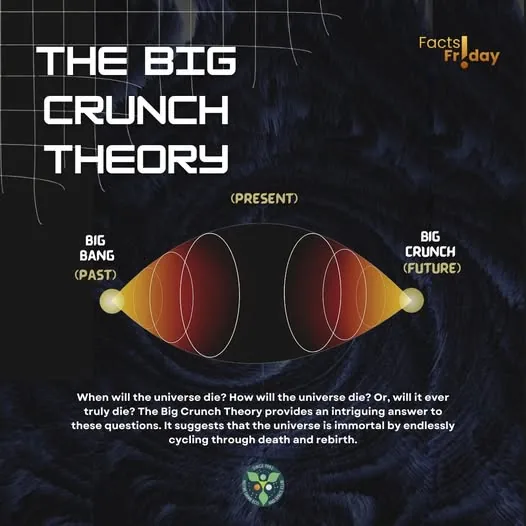 THE BIG
CRUNCH
THEORY
Facts
Fr!day
(PRESENT)
BIG
BANG
(PAST)
BIG
CRUNCH
(FUTURE)
When will the universe die? How will the universe die? Or, will it ever
truly die? The Big Crunch Theory provides an intriguing answer to
these questions. It suggests that the universe is immortal by endlessly
cycling through death and rebirth.